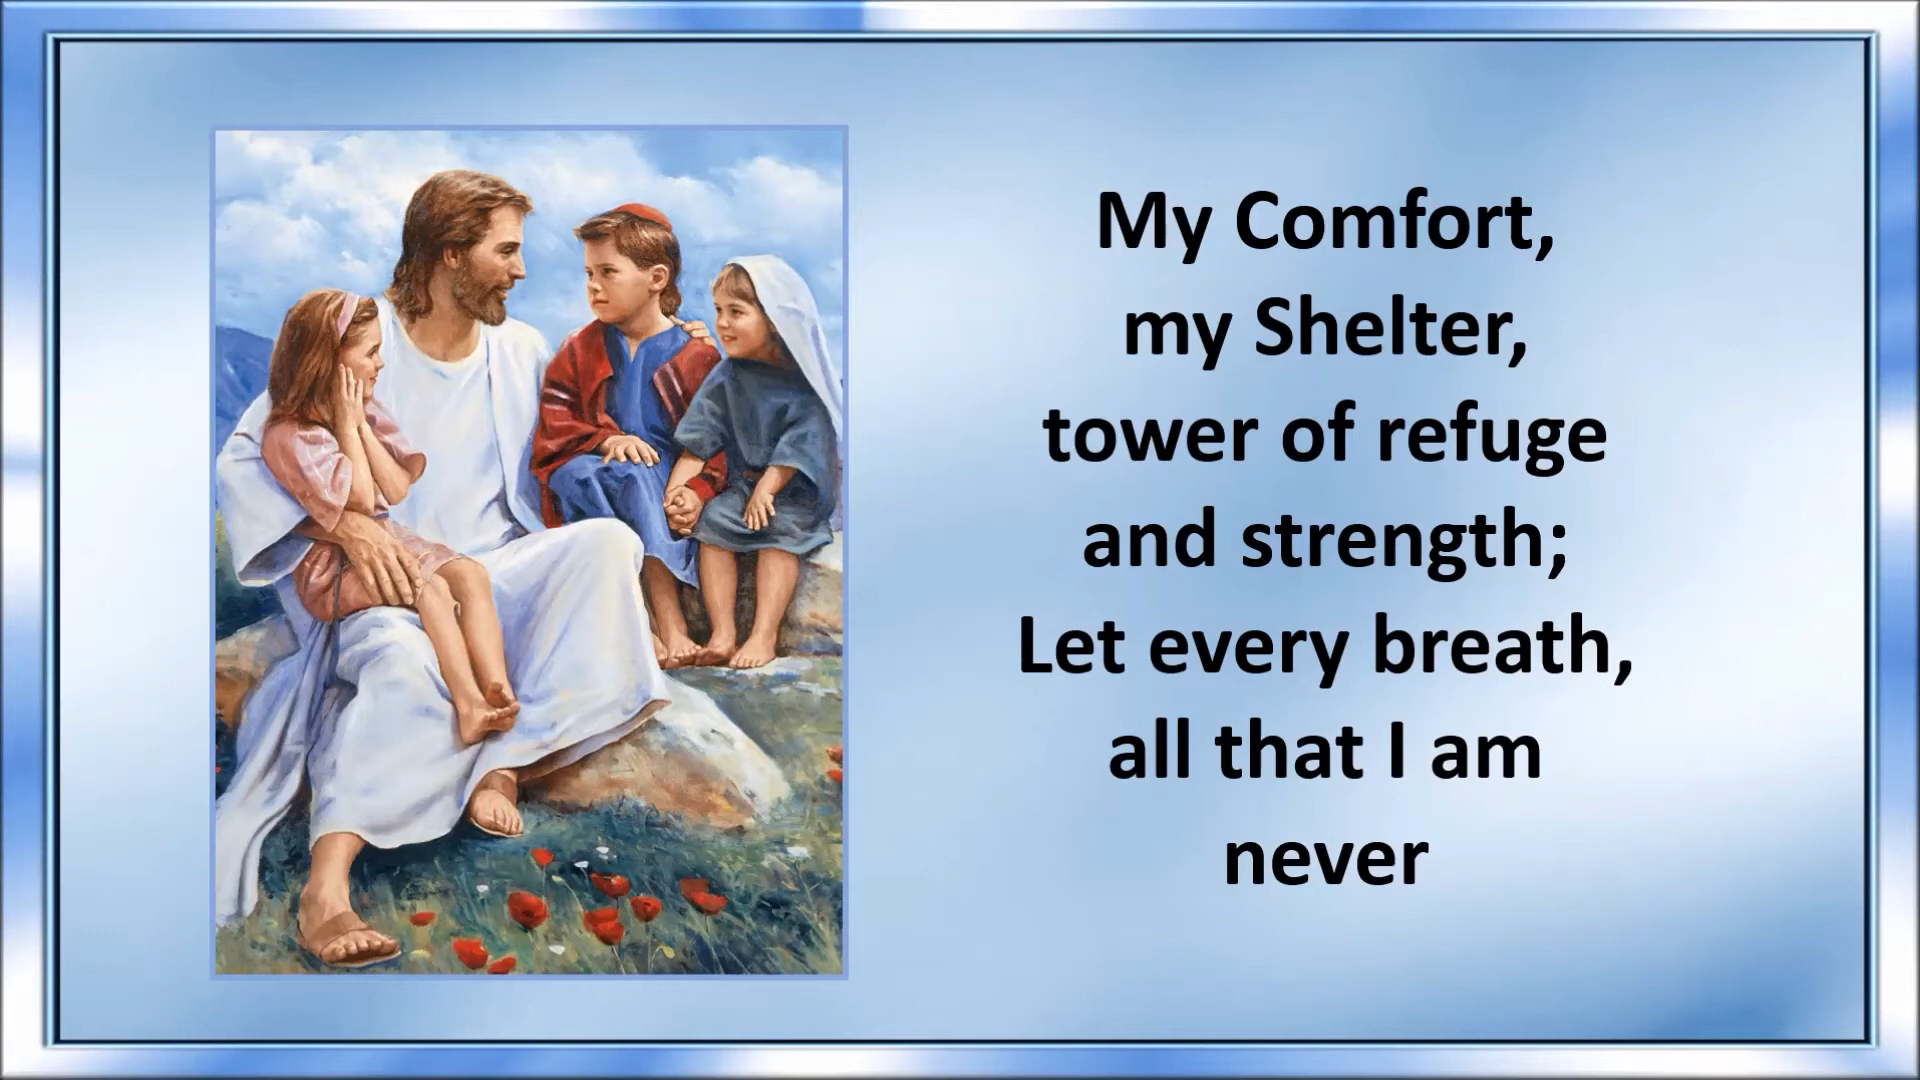 My Comfort,
my Shelter,
tower of refuge
and strength;
Let every breath,
all that I am
never